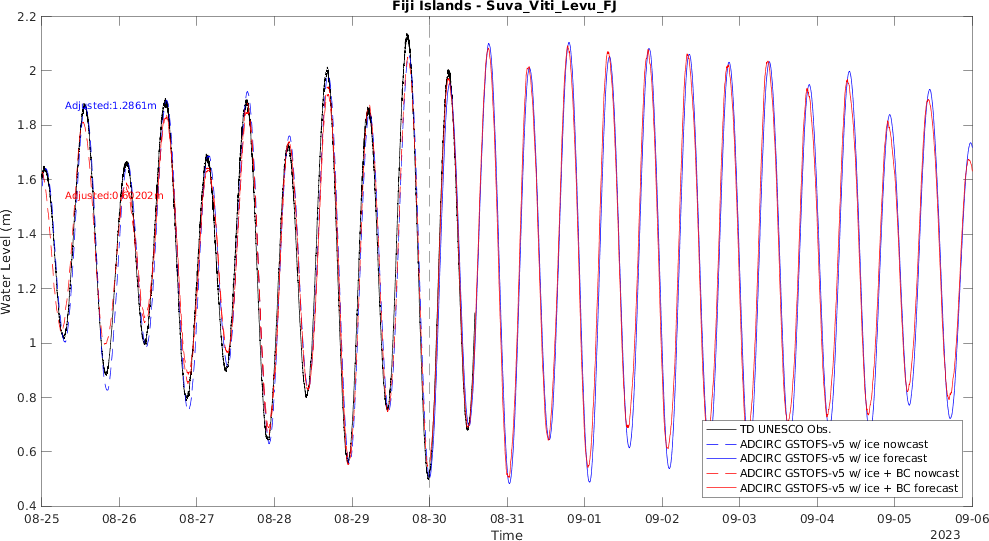 Fiji Islands - Suva_Viti_Levu_FJ
Water Level (m)
2.2
2
1.8
1.6
1.4
1.2
1
0.8
0.6
0.4
Adjusted:1.2861m
TD UNESCO Obs.
ADCIRC GSTOFS-v5 w/ ice nowcast
ADCIRC GSTOFS-v5 w/ ice forecast
ADCIRC GSTOFS-v5 w/ ice + BC nowcast
ADCIRC GSTOFS-v5 w/ ice + BC forecast
08-25 08-26 08-27 08-28 08-29 08-30 08-31 09-01 09-02 09-03 09-04 09-05 09-06
Time
2023